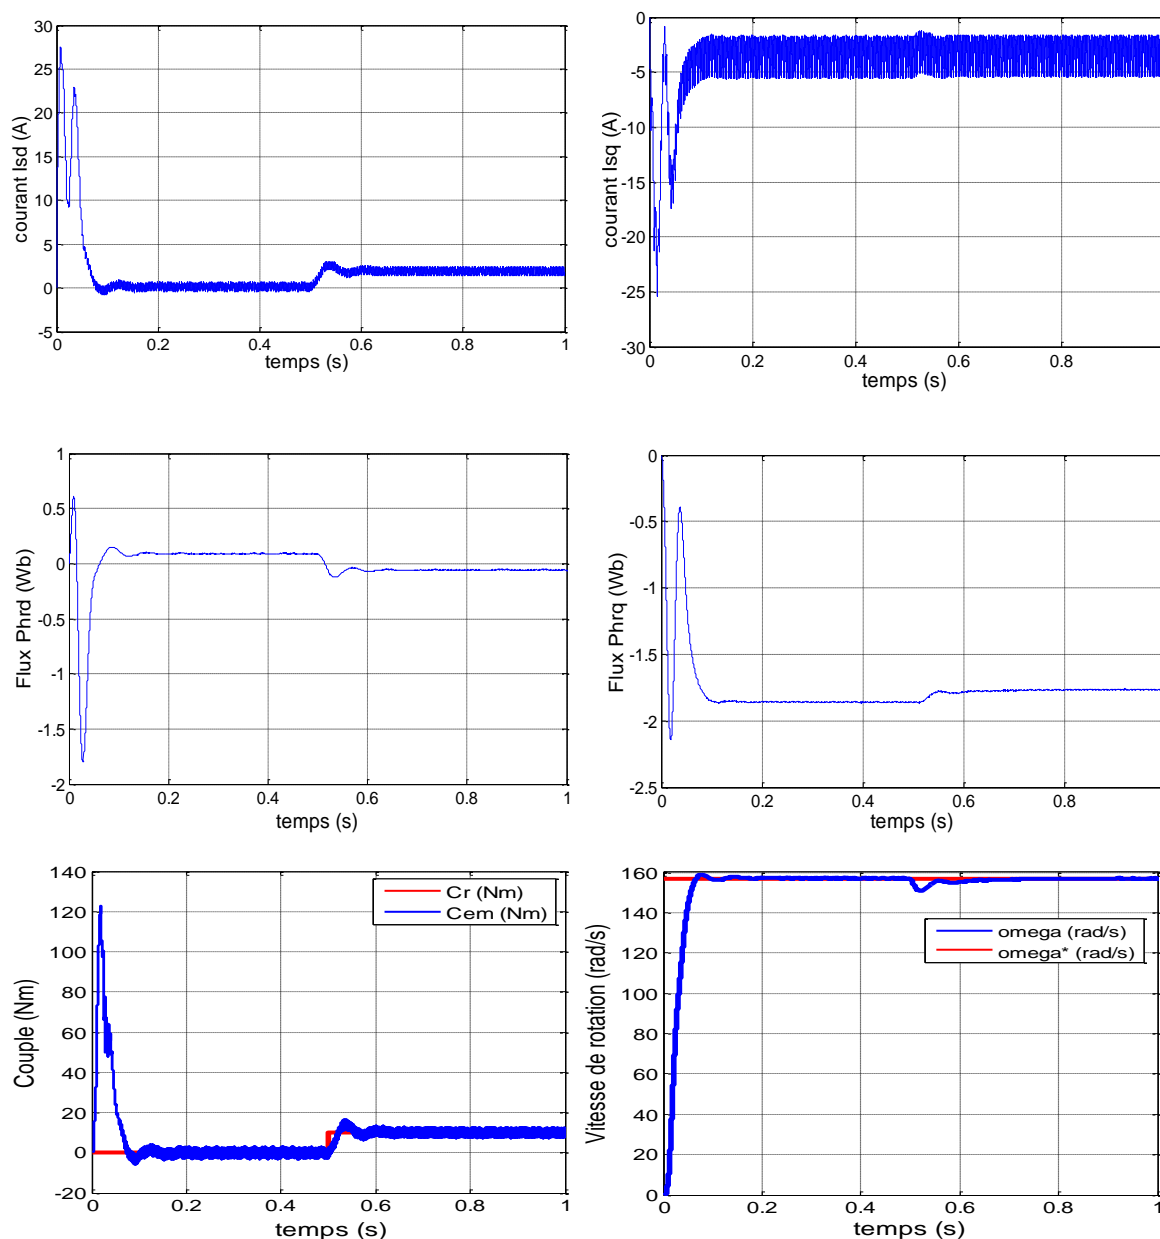 30
25
20
15
10
5
0
-5
courant Isd (A)
0 0.2 0.4 0.6 0.8 1
temps (s)
0
-5
-10
-15
-20
-25
-30
courant Isq (A)
0 0.2 0.4 0.6 0.8
temps (s)
1
0.5
0
-0.5
-1
-1.5
-2
Flux Phrd (Wb)
0 0.2 0.4 0.6 0.8 1
temps (s)
0
-0.5
-1
-1.5
-2
-2.5
Flux Phrq (Wb)
0 0.2 0.4 0.6 0.8
temps (s)
140
120
100
80
60
40
20
0
-20
Couple (Nm)
Cr (Nm)
Cem (Nm)
0 0.2 0.4 0.6 0.8 1
temps (s)
160
140
120
100
80
60
40
20
0
Vitesse de rotation (rad/s)
omega (rad/s)
omega* (rad/s)
0 0.2 0.4 0.6 0.8 1
temps (s)